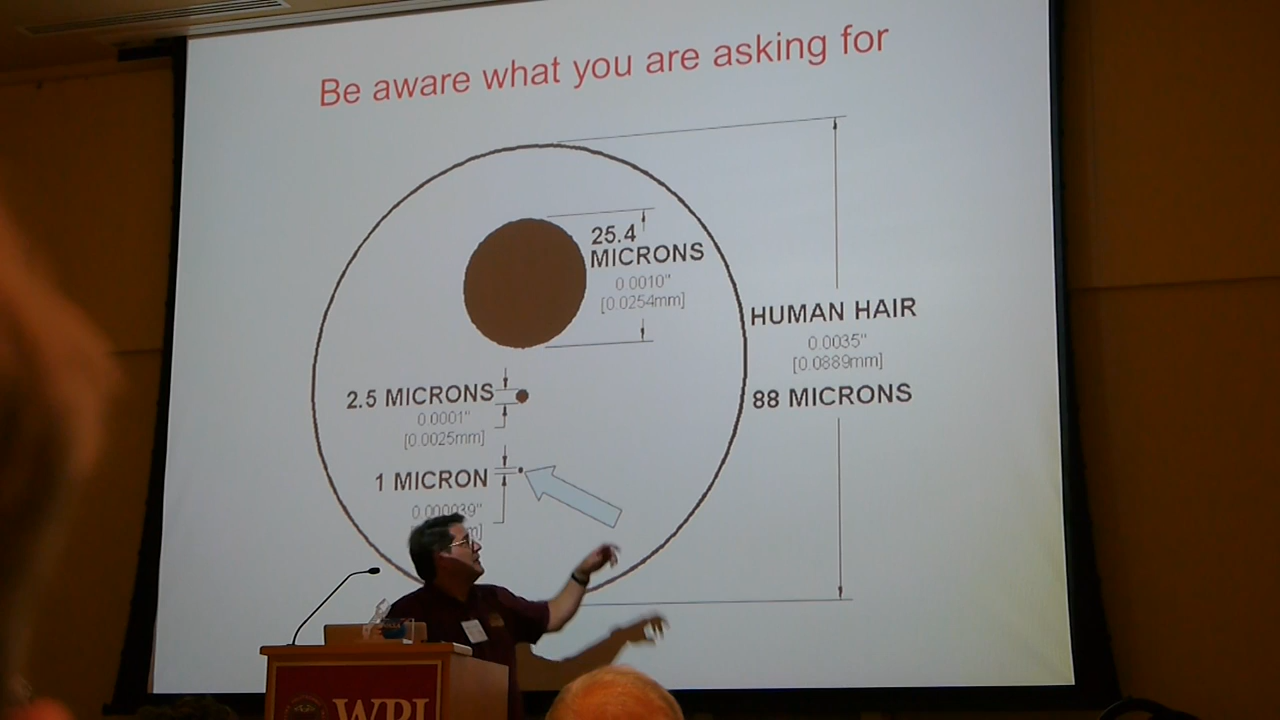 Be aware what you are asking for
25.4
MICRONS
0.0010"
[0.0254mm]
HUMAN HAIR
0.0035"
[0.0889mm]
88 MICRONS
2.5 MICRONS
0.0001"
[0.0025mm]
1 MICRON
0.000039"
WPI